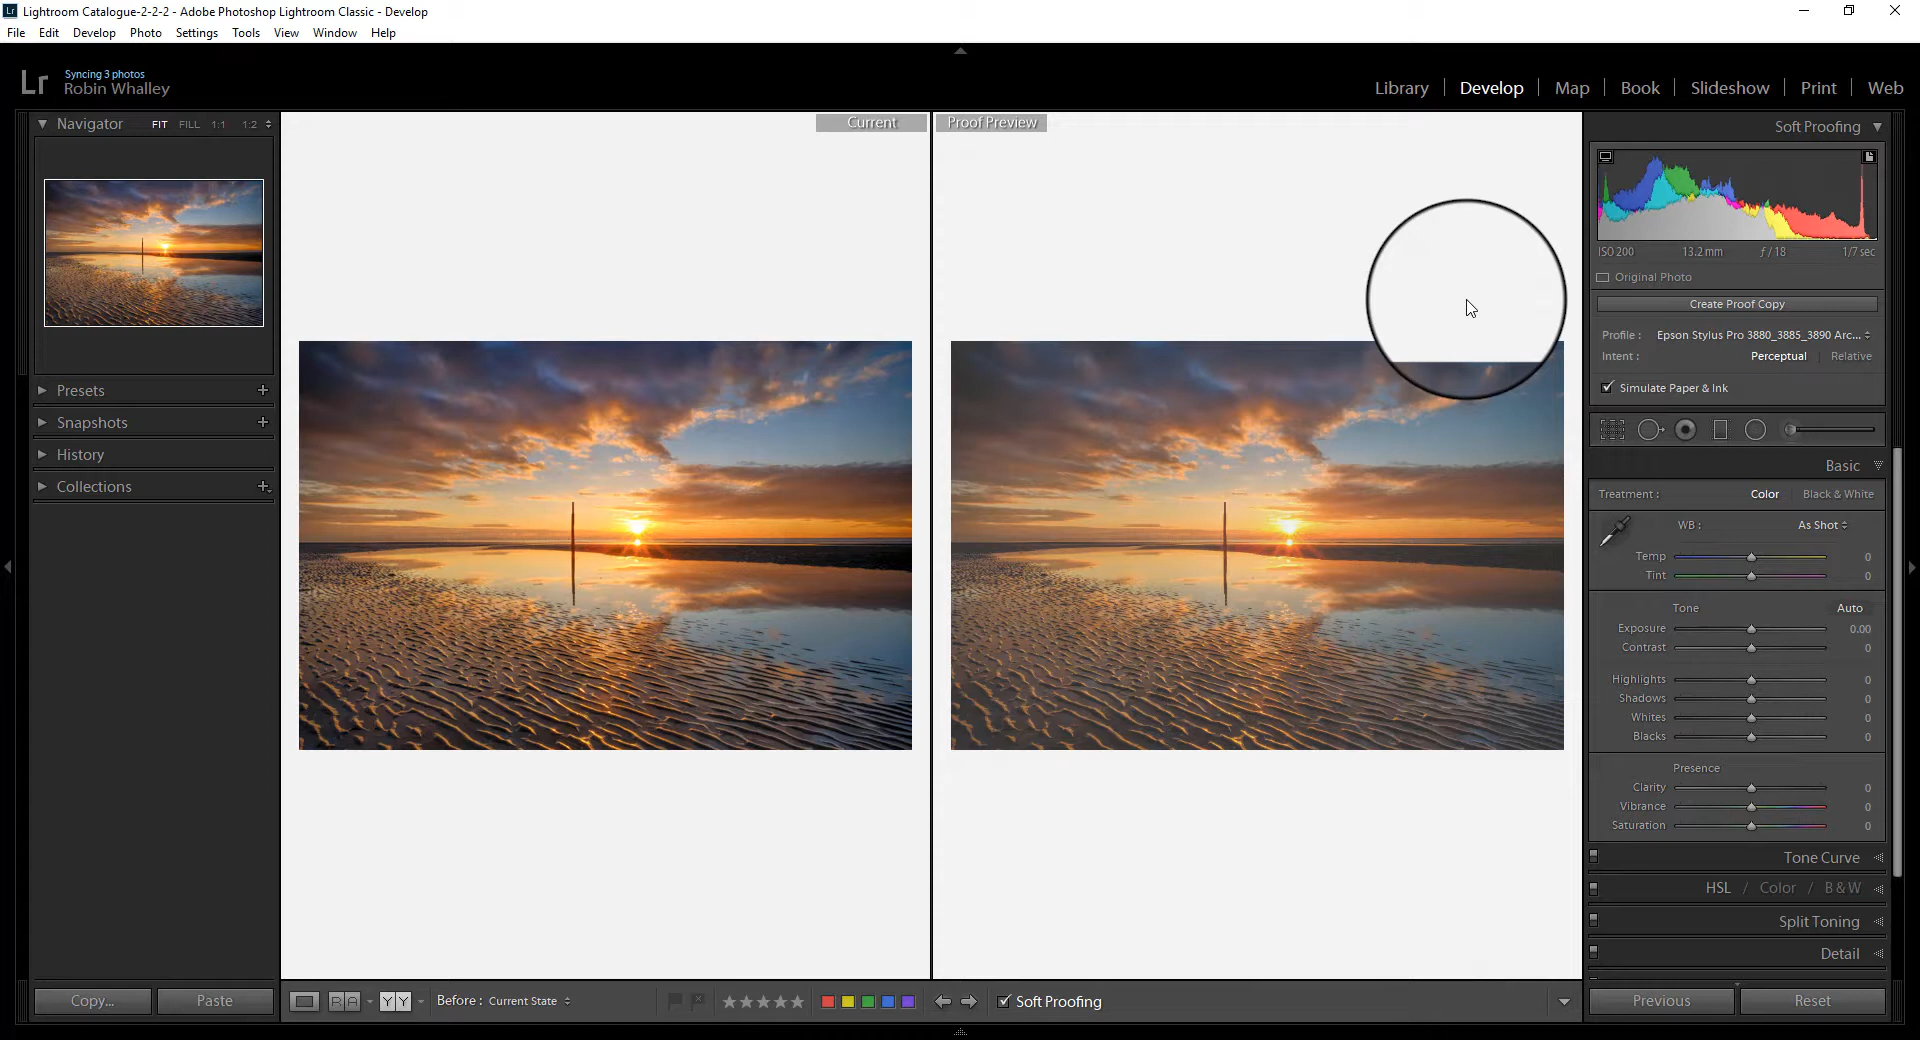 Lightroom Catalogue-2-2-2 - Adobe Photoshop Lightroom Classic - Develop
File Edit Develop Photo Settings Tools View Window Help
Lr
Syncing 3 photos
Robin Whalley
Library Develop Map Book Slideshow Print Web
Navigator FIT FILL 1:1 1:2
Presets
Snapshots
History
Collections
Copy... Paste
Current
Proof Preview
R A Y Y Before : Current State
Soft Proofing
Soft Proofing
ISO 200 13.2 mm ƒ / 18 1/7 sec
Original Photo
Create Proof Copy
Profile : Epson Stylus Pro 3880_3885_3890 Arc...
Intent : Perceptual Relative
Simulate Paper & Ink
Basic
Treatment : Color Black & White
WB : As Shot
Temp 0
Tint 0
Tone Auto
Exposure 0.00
Contrast 0
Highlights 0
Shadows 0
Whites 0
Blacks 0
Presence
Clarity 0
Vibrance 0
Saturation 0
Tone Curve
HSL / Color / B & W
Split Toning
Detail
Previous Reset